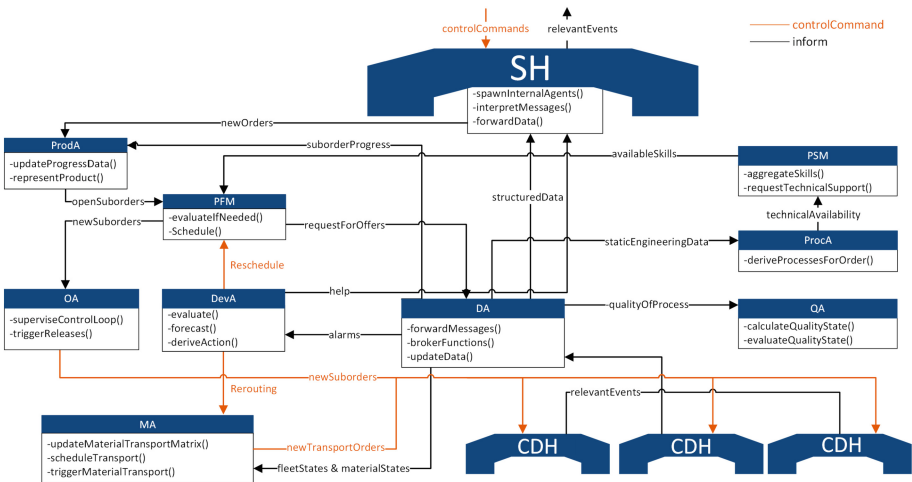 controlCommands
relevantEvents
controlCommand
inform
SH
-spawnInternalAgents()
-interpretMessages()
-forwardData()
newOrders
ProdA
-updateProgressData()
-representProduct()
suborderProgress
availableSkills
PSM
-aggregateSkills()
-requestTechnicalSupport()
openSuborders
PFM
-evaluateIfNeeded()
-Schedule()
newSuborders
requestForOffers
structuredData
technicalAvailability
staticEngineeringData
ProcA
-deriveProcessesForOrder()
Reschedule
help
OA
-superviseControlLoop()
-triggerReleases()
DevA
-evaluate()
-forecast()
-deriveAction()
alarms
DA
-forwardMessages()
-brokerFunctions()
-updateData()
qualityOfProcess
QA
-calculateQualityState()
-evaluateQualityState()
Rerouting
newSuborders
relevantEvents
MA
-updateMaterialTransportMatrix()
-scheduleTransport()
-triggerMaterialTransport()
newTransportOrders
fleetStates & materialStates
CDH
CDH
CDH